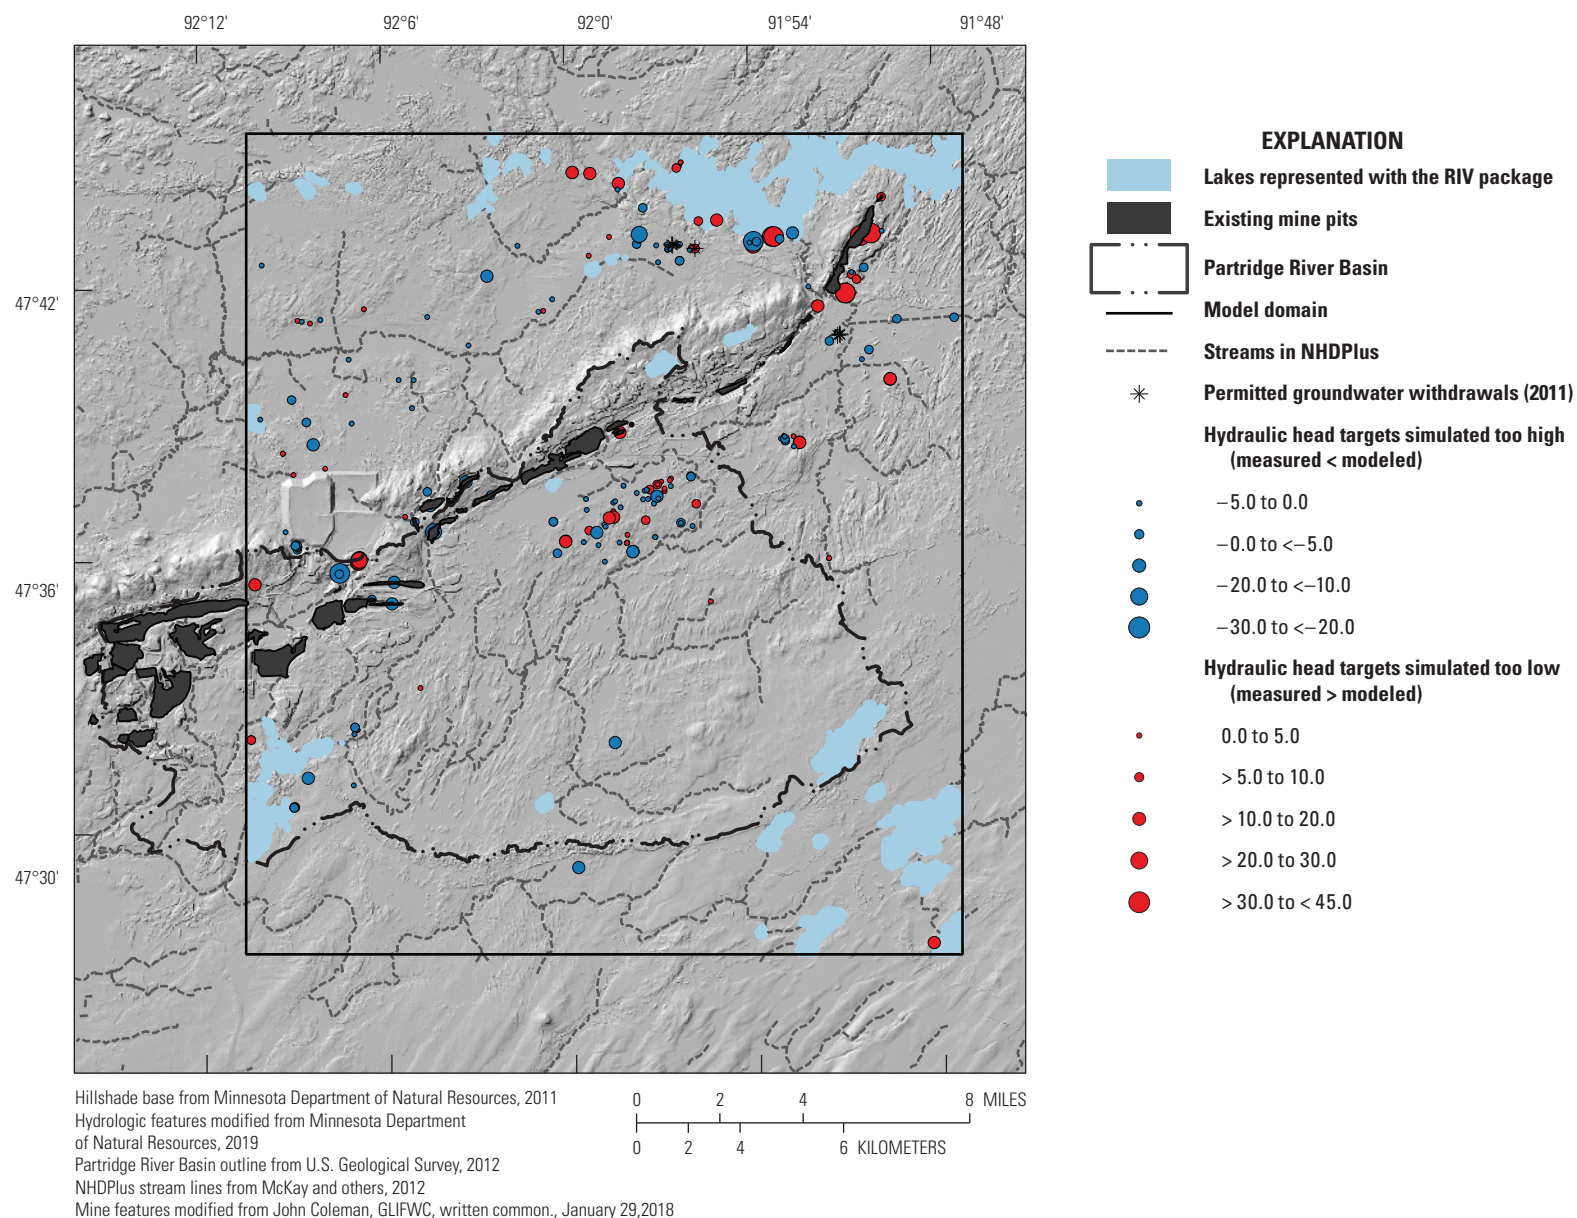 92°12' 92°6' 92°0' 91°54' 91°48'
47°42'
47°36'
47°30'
EXPLANATION
Lakes represented with the RIV package
Existing mine pits
Partridge River Basin
Model domain
Streams in NHDPlus
Permitted groundwater withdrawals (2011)
Hydraulic head targets simulated too high
(measured < modeled)
−5.0 to 0.0
−0.0 to <−5.0
−20.0 to <−10.0
−30.0 to <−20.0
Hydraulic head targets simulated too low
(measured > modeled)
0.0 to 5.0
> 5.0 to 10.0
> 10.0 to 20.0
> 20.0 to 30.0
> 30.0 to < 45.0
Hillshade base from Minnesota Department of Natural Resources, 2011
Hydrologic features modified from Minnesota Department
of Natural Resources, 2019
Partridge River Basin outline from U.S. Geological Survey, 2012
NHDPlus stream lines from McKay and others, 2012
Mine features modified from John Coleman, GLIFWC, written common., January 29,2018
0 2 4 8 MILES
0 2 4 6 KILOMETERS